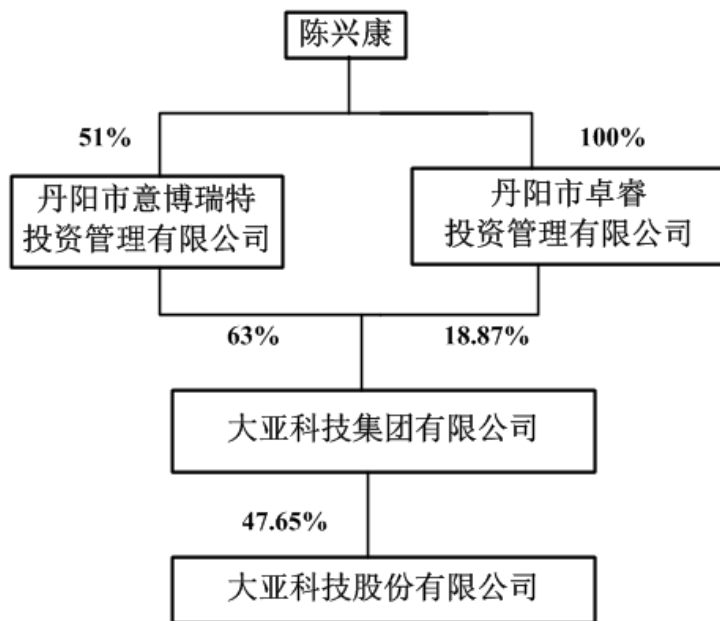 陈兴康
51%
100%
丹阳市意博瑞特
投资管理有限公司
丹阳市卓睿
投资管理有限公司
63%
18.87%
大亚科技集团有限公司
47.65%
大亚科技股份有限公司